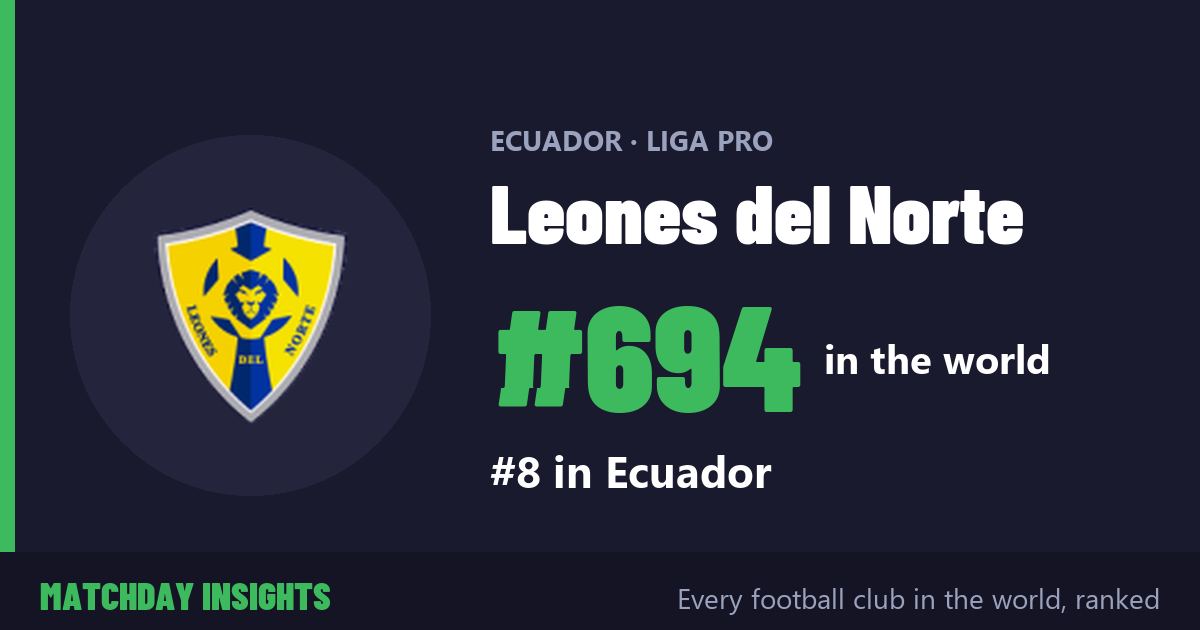 ECUADOR · LIGA PRO
Leones del Norte
LEONES
DEL
NORTE
#694 in the world
#8 in Ecuador
MATCHDAY INSIGHTS
Every football club in the world, ranked